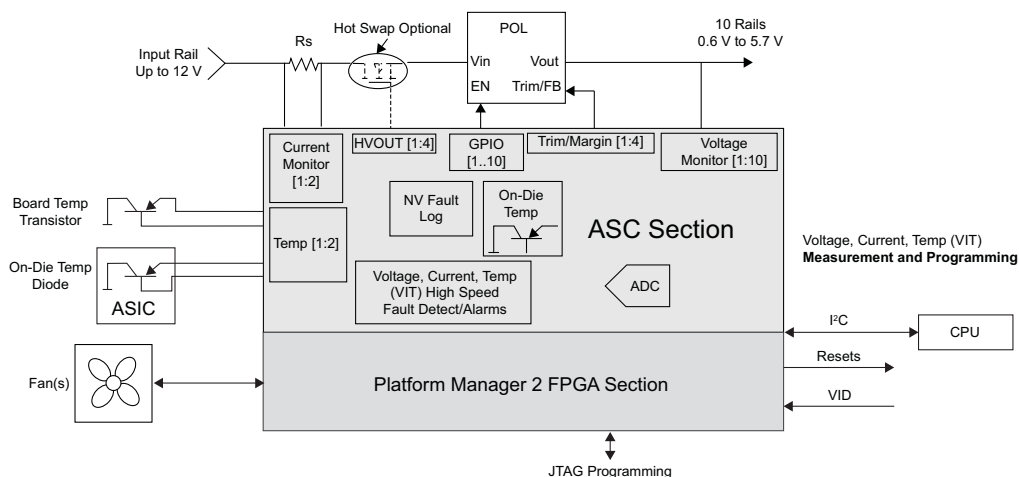 Hot Swap Optional
POL
10 Rails
0.6 V to 5.7 V
Input Rail
Up to 12 V
Rs
Vin
Vout
EN
Trim/FB
Current
Monitor
[1:2]
HVOUT [1:4]
GPIO
[1..10]
Trim/Margin [1:4]
Voltage
Monitor [1:10]
NV Fault
Log
On-Die
Temp
ASC Section
Board Temp
Transistor
Temp [1:2]
On-Die Temp
Diode
ASIC
Voltage, Current, Temp
(VIT) High Speed
Fault Detect/Alarms
ADC
Voltage, Current, Temp (VIT)
Measurement and Programming
I²C
CPU
Resets
VID
Fan(s)
Platform Manager 2 FPGA Section
JTAG Programming